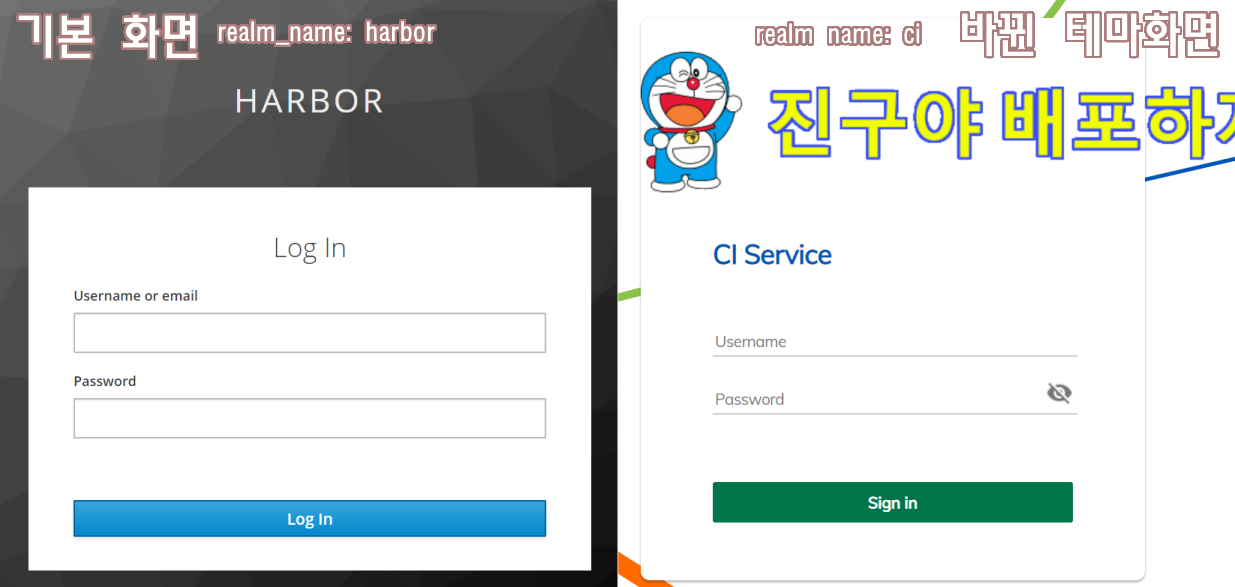 기본 화면 realm_name: harbor
HARBOR
Log In
Username or email
Password
Log In
realm name: ci 바뀐 테마화면
진구야 배포하
CI Service
Username
Password
Sign in